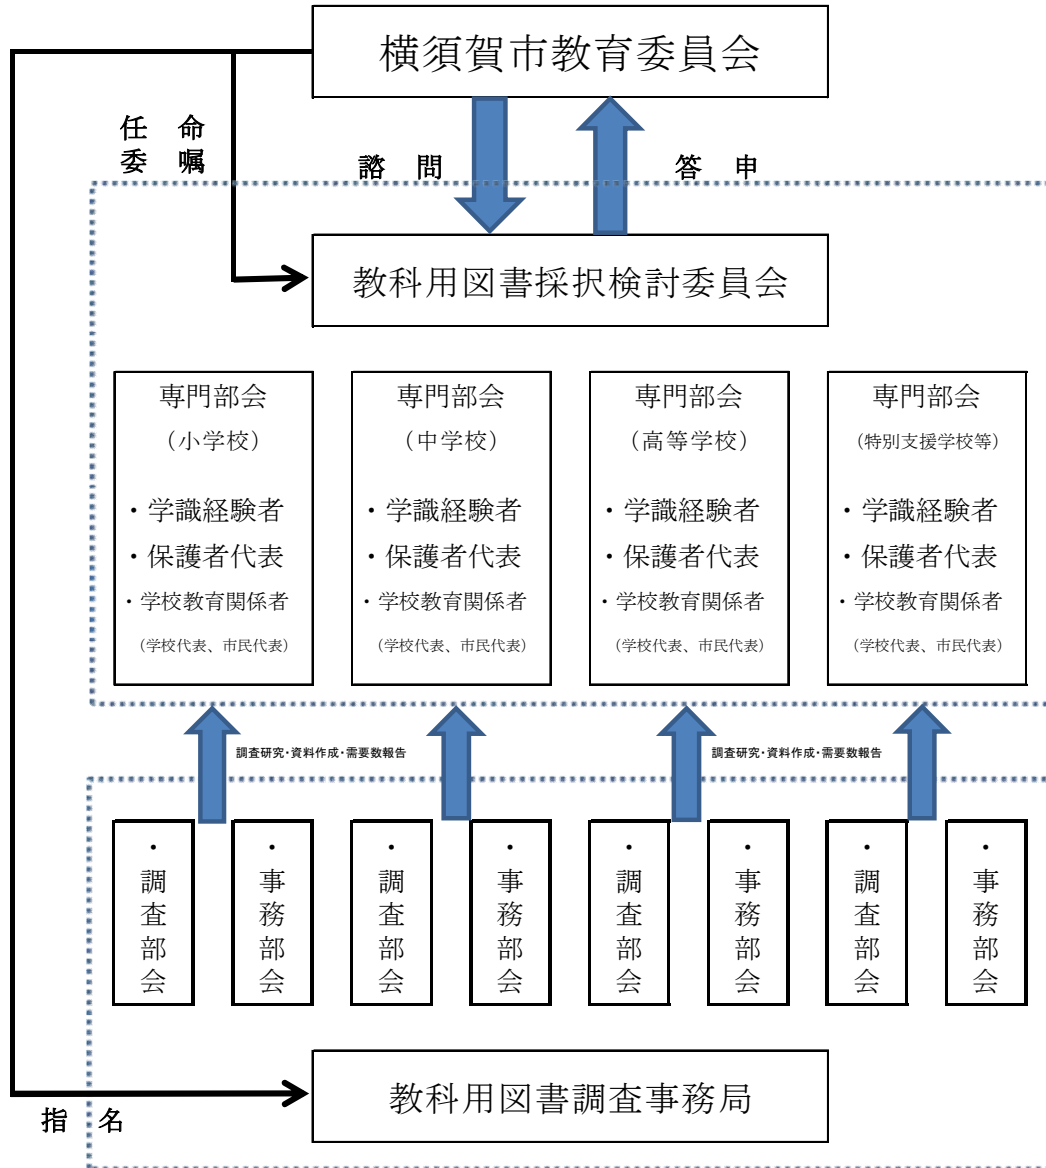 横須賀市教育委員会
任 命
委 嘱
諮 問
答 申
教科用図書採択検討委員会
専門部会
（小学校）
・学識経験者
・保護者代表
・学校教育関係者
（学校代表、市民代表）
専門部会
（中学校）
・学識経験者
・保護者代表
・学校教育関係者
（学校代表、市民代表）
専門部会
（高等学校）
・学識経験者
・保護者代表
・学校教育関係者
（学校代表、市民代表）
専門部会
（特別支援学校等）
・学識経験者
・保護者代表
・学校教育関係者
（学校代表、市民代表）
調査研究・資料作成・需要数報告
調査研究・資料作成・需要数報告
・調査部会
・事務部会
・調査部会
・事務部会
・調査部会
・事務部会
・調査部会
・事務部会
教科用図書調査事務局
指 名